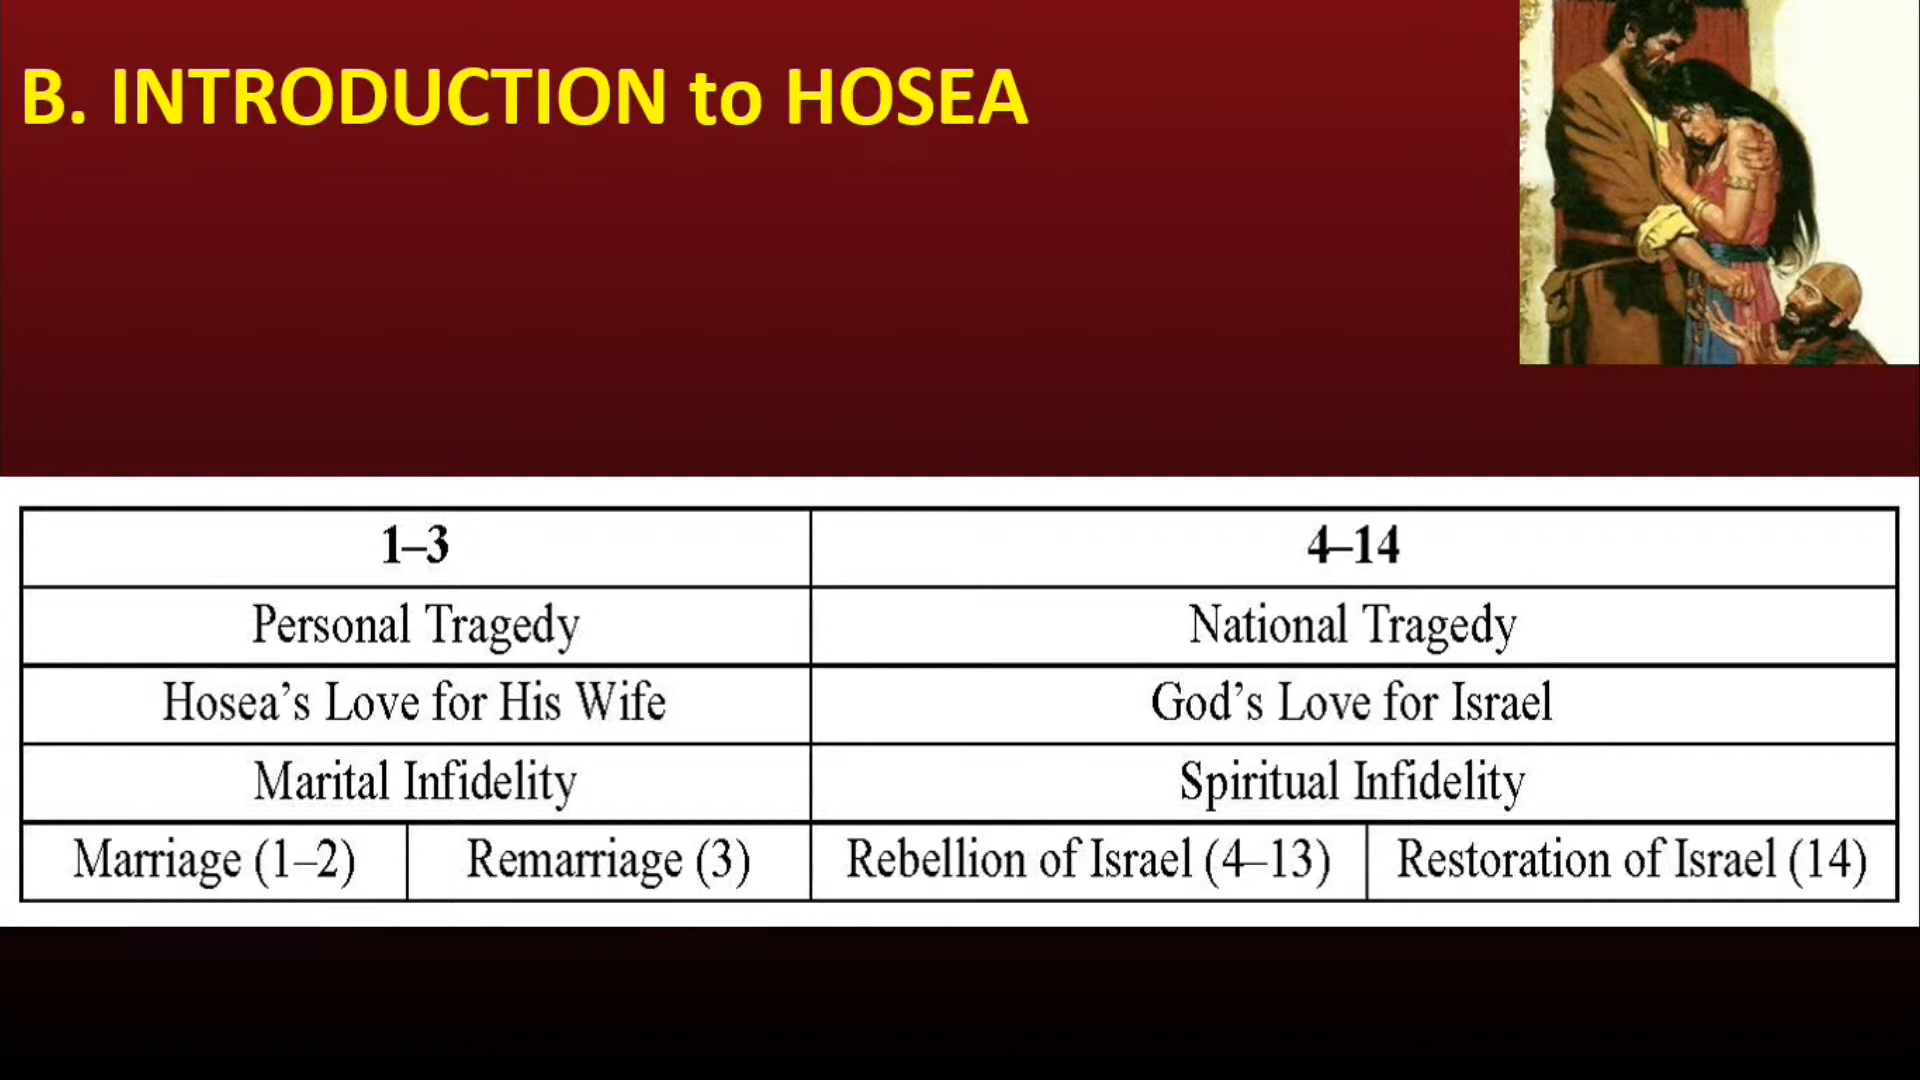 B. INTRODUCTION to HOSEA
1–3
4–14
Personal Tragedy
National Tragedy
Hosea’s Love for His Wife
God’s Love for Israel
Marital Infidelity
Spiritual Infidelity
Marriage (1–2)
Remarriage (3)
Rebellion of Israel (4–13)
Restoration of Israel (14)